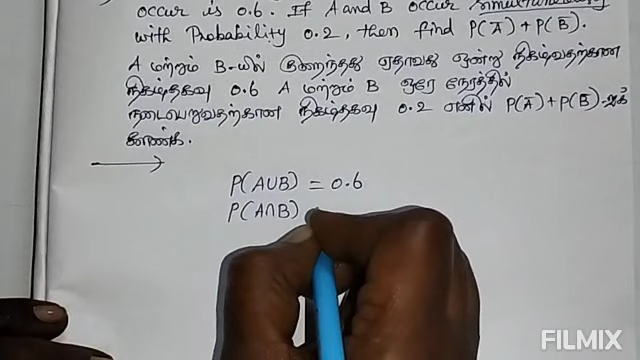 occur is 0.6. If A and B occur simultaneously
with Probability 0.2, then find P(A̅) + P(B̅).
A மற்றும் B-யில் குறைந்தது ஏதாவது ஒன்று நிகழ்வதற்கான
நிகழ்தகவு 0.6 A மற்றும் B ஒரே நேரத்தில்
நடைபெறுவதற்கான நிகழ்தகவு 0.2 எனில் P(A̅) + P(B̅)-ஐக்
காண்க.
P(A∪B) = 0.6
P(A∩B)
FILMIX